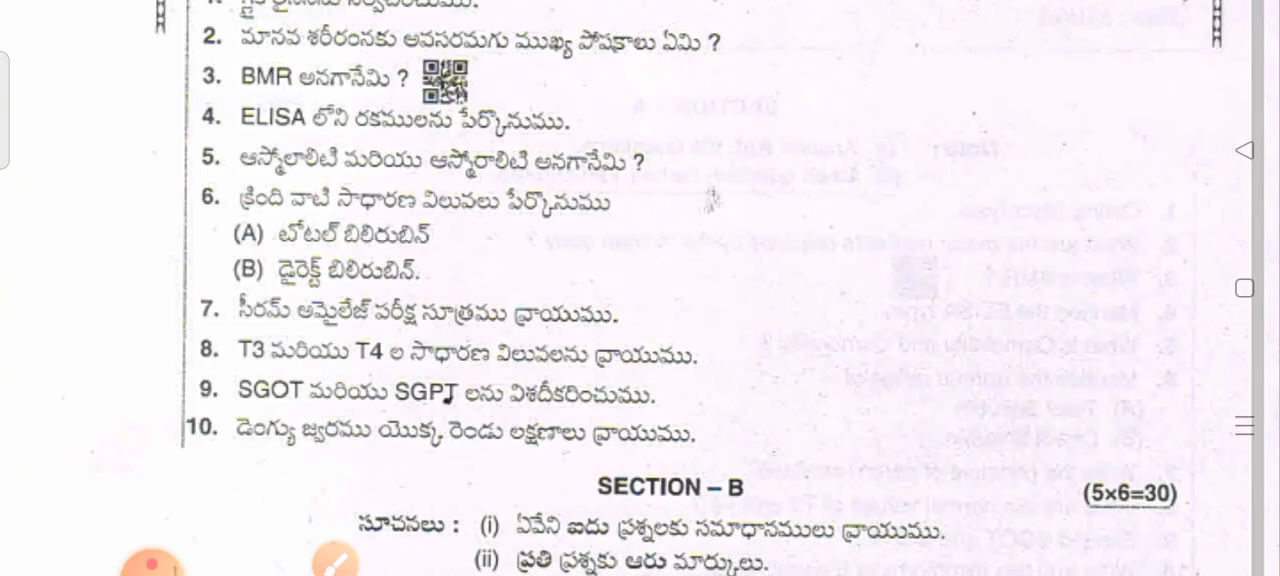 2. మానవ శరీరంనకు అవసరమగు ముఖ్య పోషకాలు ఏమి ?
3. BMR అనగానేమి ?
4. ELISA లోని రకములను పేర్కొనుము.
5. ఆస్మోలాలిటి మరియు ఆస్మోరాలిటి అనగానేమి ?
6. క్రింది వాటి సాధారణ విలువలు పేర్కొనుము
(A) టోటల్ బిలిరుబిన్
(B) డైరెక్ట్ బిలిరుబిన్.
7. సీరమ్ అమైలేజ్ పరీక్ష సూత్రము వ్రాయుము.
8. T3 మరియు T4 ల సాధారణ విలువలను వ్రాయుము.
9. SGOT మరియు SGPT లను విశదీకరించుము.
10. డెంగ్యు జ్వరము యొక్క రెండు లక్షణాలు వ్రాయుము.
SECTION – B (5×6=30)
సూచనలు : (i) ఏవేని ఐదు ప్రశ్నలకు సమాధానములు వ్రాయుము.
(ii) ప్రతి ప్రశ్నకు ఆరు మార్కులు.